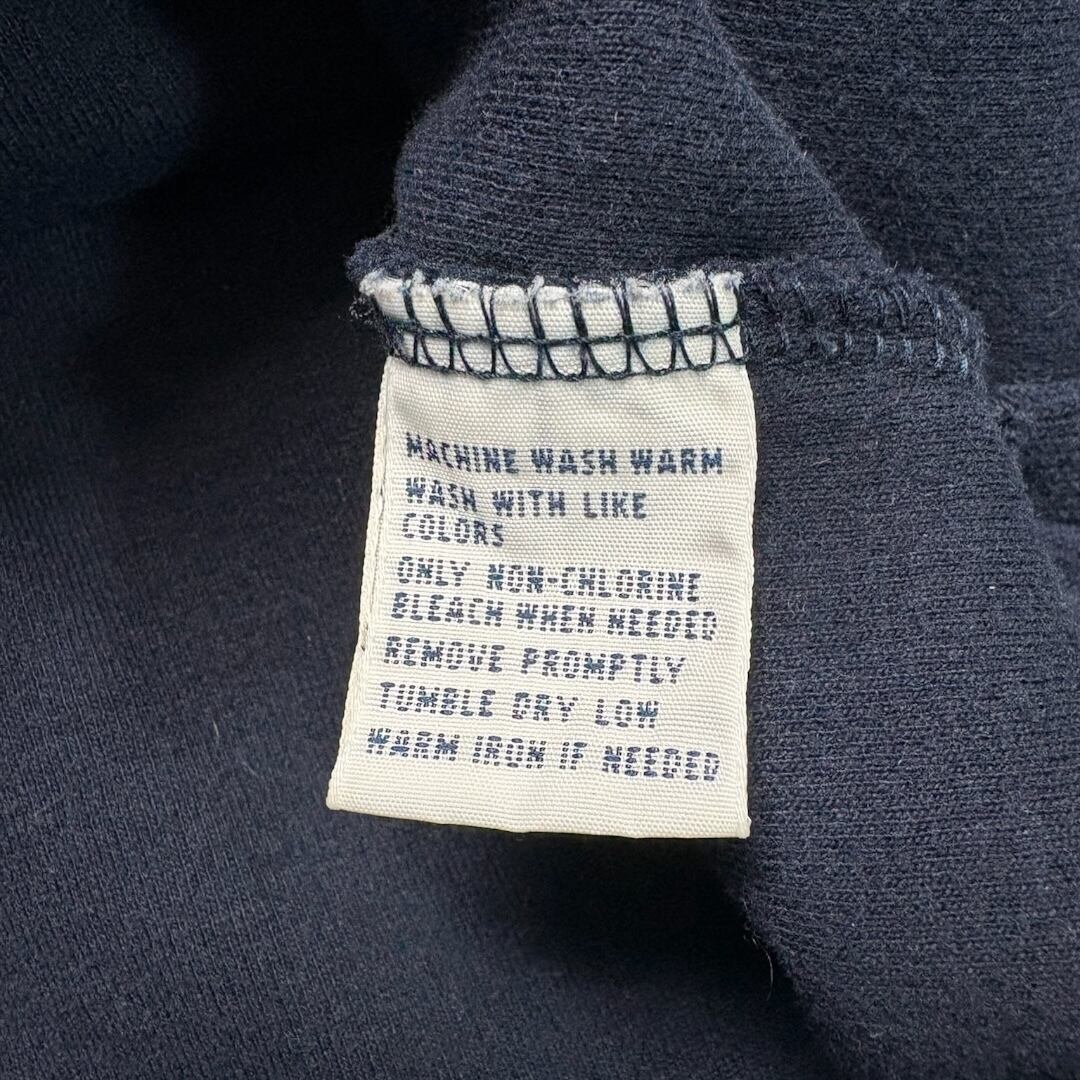 MACHINE WASH WARM
WASH WITH LIKE
COLORS
ONLY NON-CHLORINE
BLEACH WHEN NEEDED
REMOVE PROMPTLY
TUMBLE DRY LOW
WARM IRON IF NEEDED